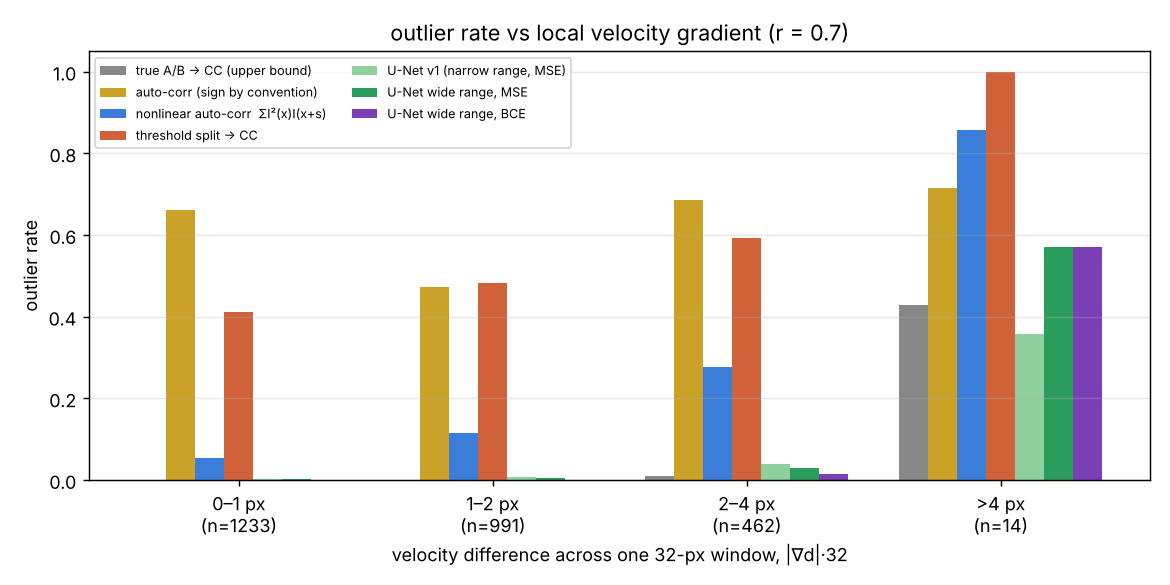 outlier rate vs local velocity gradient (r = 0.7)
true A/B → CC (upper bound)
auto-corr (sign by convention)
nonlinear auto-corr  ΣI²(x)I(x+s)
threshold split → CC
U-Net v1 (narrow range, MSE)
U-Net wide range, MSE
U-Net wide range, BCE
outlier rate
1.0
0.8
0.6
0.4
0.2
0.0
0–1 px
(n=1233)
1–2 px
(n=991)
2–4 px
(n=462)
>4 px
(n=14)
velocity difference across one 32-px window, |∇d|·32